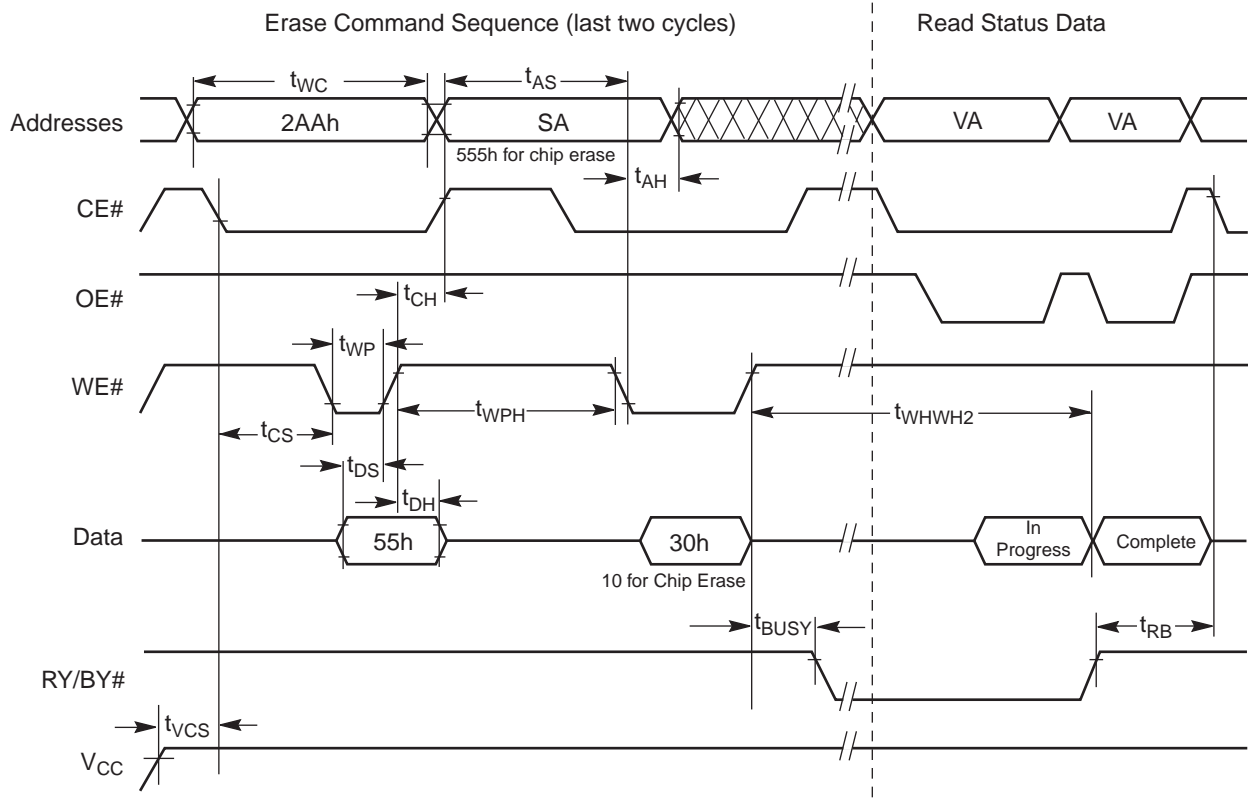 Erase Command Sequence (last two cycles)
Read Status Data
tWC
tAS
Addresses
2AAh
SA
VA
VA
555h for chip erase
tAH
CE#
OE#
tCH
tWP
WE#
tWPH
tWHWH2
tCS
tDS
tDH
Data
55h
30h
In
Progress
Complete
10 for Chip Erase
tBUSY
tRB
RY/BY#
tVCS
VCC